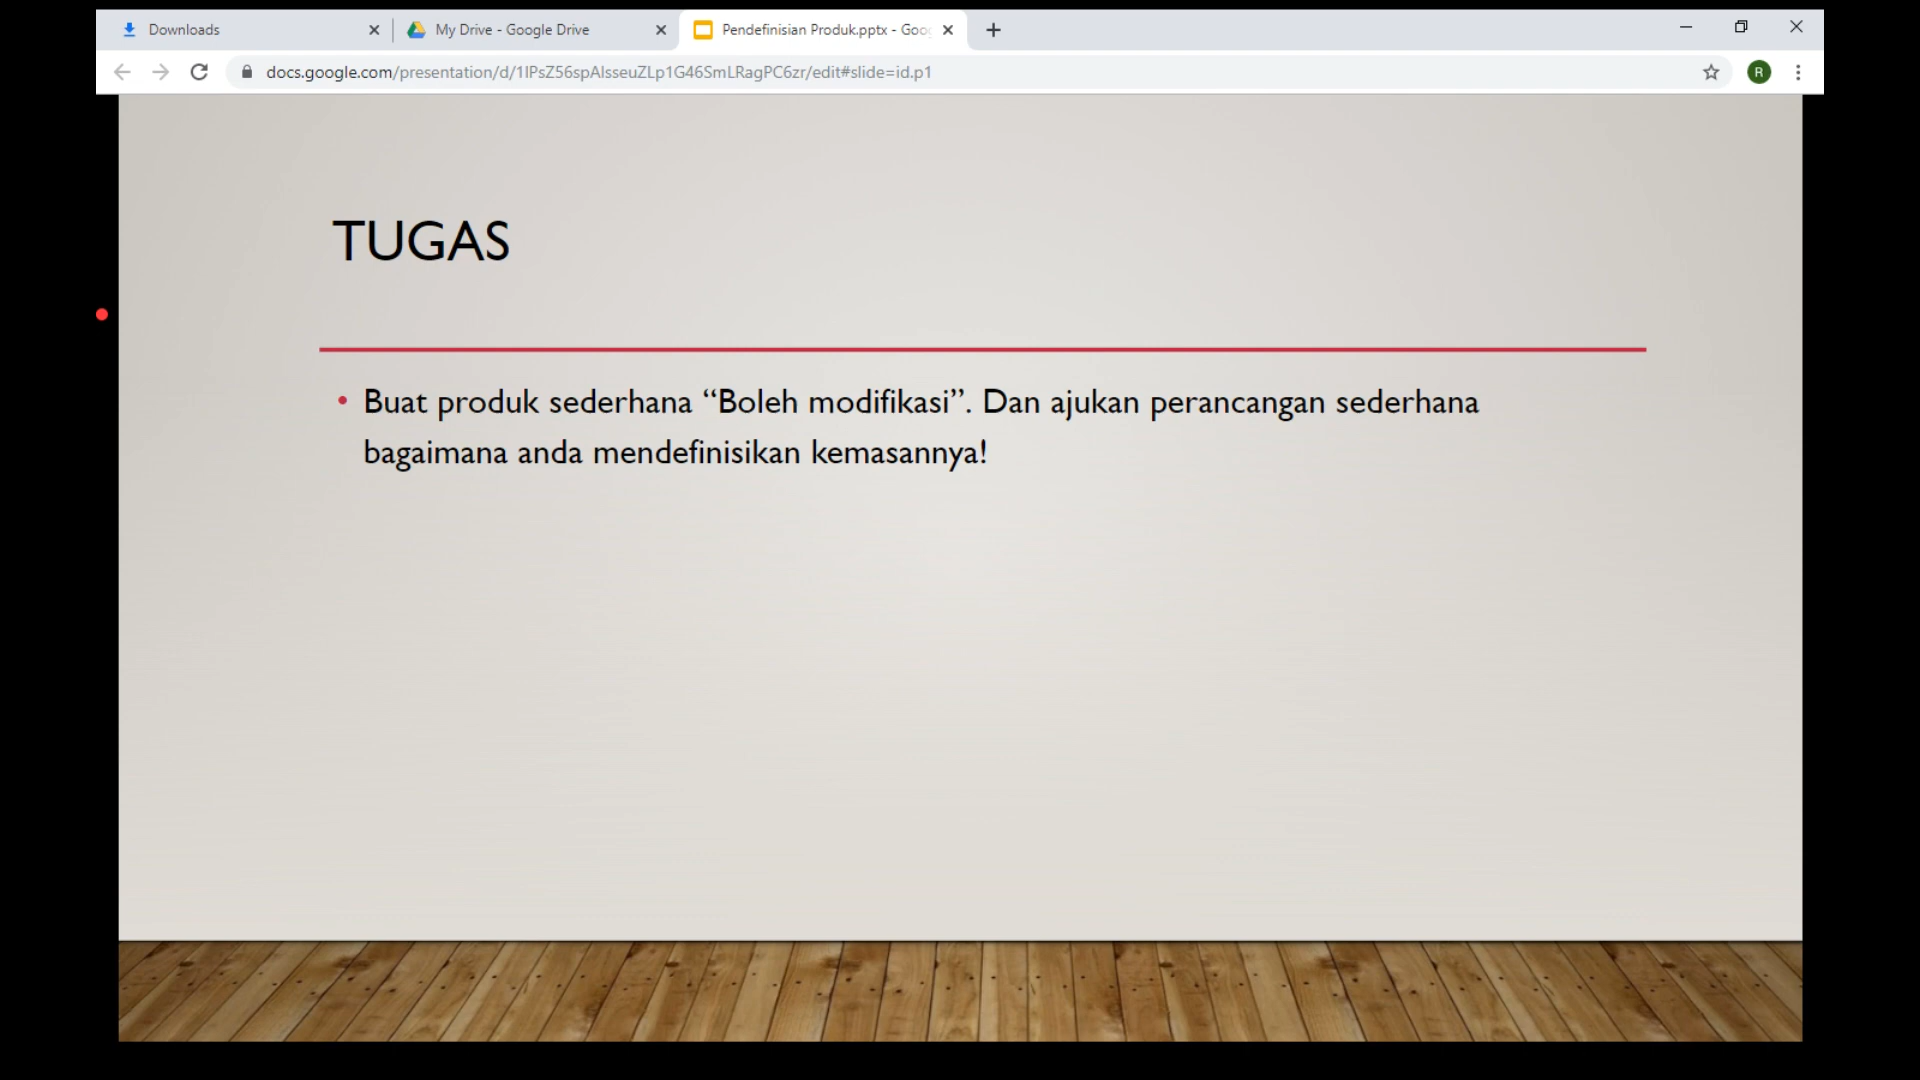 Downloads
My Drive - Google Drive
Pendefinisian Produk.pptx - Goo
docs.google.com/presentation/d/1IPsZ56spAIsseuZLp1G46SmLRagPC6zr/edit#slide=id.p1
R
TUGAS
• Buat produk sederhana “Boleh modifikasi”. Dan ajukan perancangan sederhana
bagaimana anda mendefinisikan kemasannya!